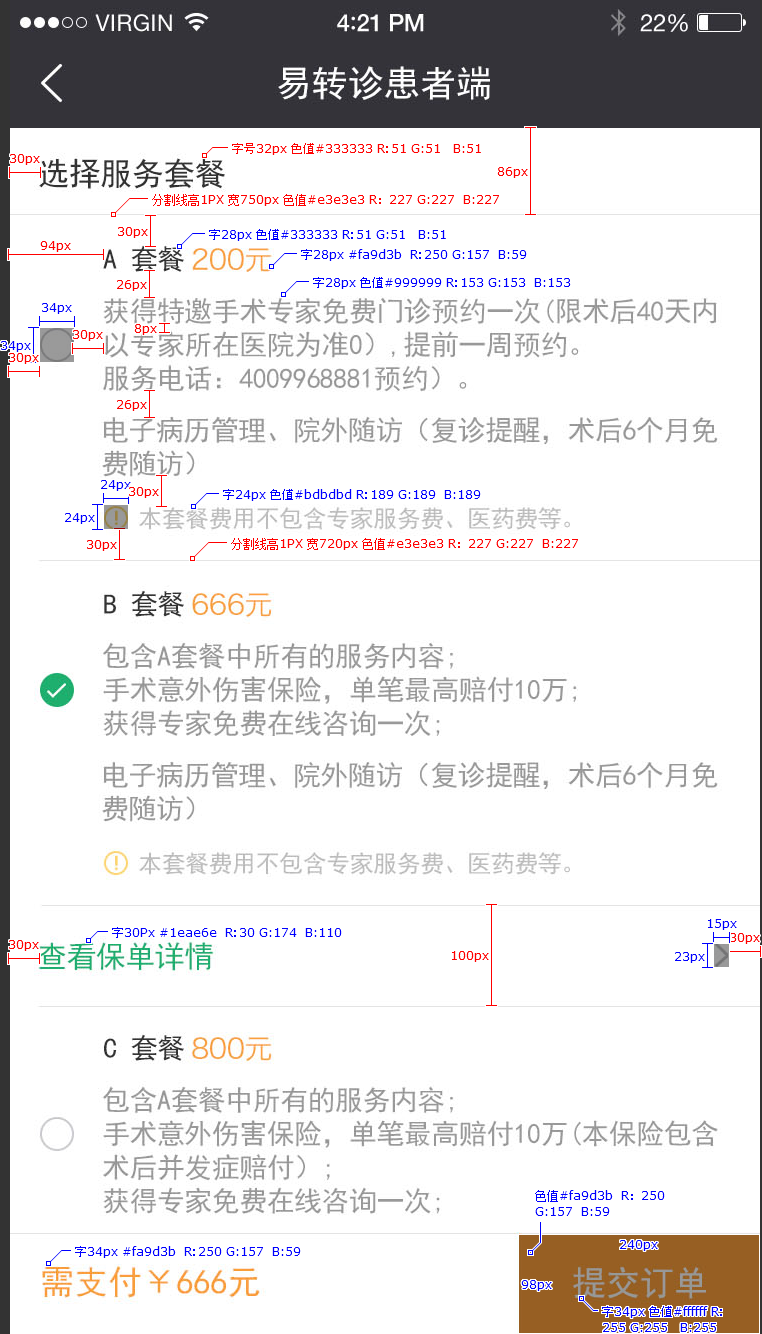 VIRGIN 4:21 PM 22%
易转诊患者端
字号32px 色值#333333 R:51 G:51 B:51
30px
选择服务套餐
86px
分割线高1PX 宽750px 色值#e3e3e3 R: 227 G:227 B:227
30px
字28px 色值#333333 R:51 G:51 B:51
94px
A 套餐 200元
字28px #fa9d3b R:250 G:157 B:59
26px
字28px 色值#999999 R:153 G:153 B:153
获得特邀手术专家免费门诊预约一次(限术后40天内
34px
8px
30px
34px
以专家所在医院为准0）,提前一周预约。
30px
服务电话：4009968881预约）。
26px
电子病历管理、院外随访（复诊提醒，术后6个月免
费随访）
24px
30px
字24px 色值#bdbdbd R:189 G:189 B:189
24px
本套餐费用不包含专家服务费、医药费等。
30px
分割线高1PX 宽720px 色值#e3e3e3 R: 227 G:227 B:227
B 套餐 666元
包含A套餐中所有的服务内容;
手术意外伤害保险，单笔最高赔付10万;
获得专家免费在线咨询一次;
电子病历管理、院外随访（复诊提醒，术后6个月免
费随访）
本套餐费用不包含专家服务费、医药费等。
15px
字30Px #1eae6e R:30 G:174 B:110
30px
30px
查看保单详情
100px
23px
C 套餐 800元
包含A套餐中所有的服务内容;
手术意外伤害保险，单笔最高赔付10万(本保险包含
术后并发症赔付）;
获得专家免费在线咨询一次;
色值#fa9d3b R: 250
G:157 B:59
字34px #fa9d3b R:250 G:157 B:59
240px
需支付￥666元
98px
提交订单
字34px 色值#ffffff R:
255 G:255 B:255